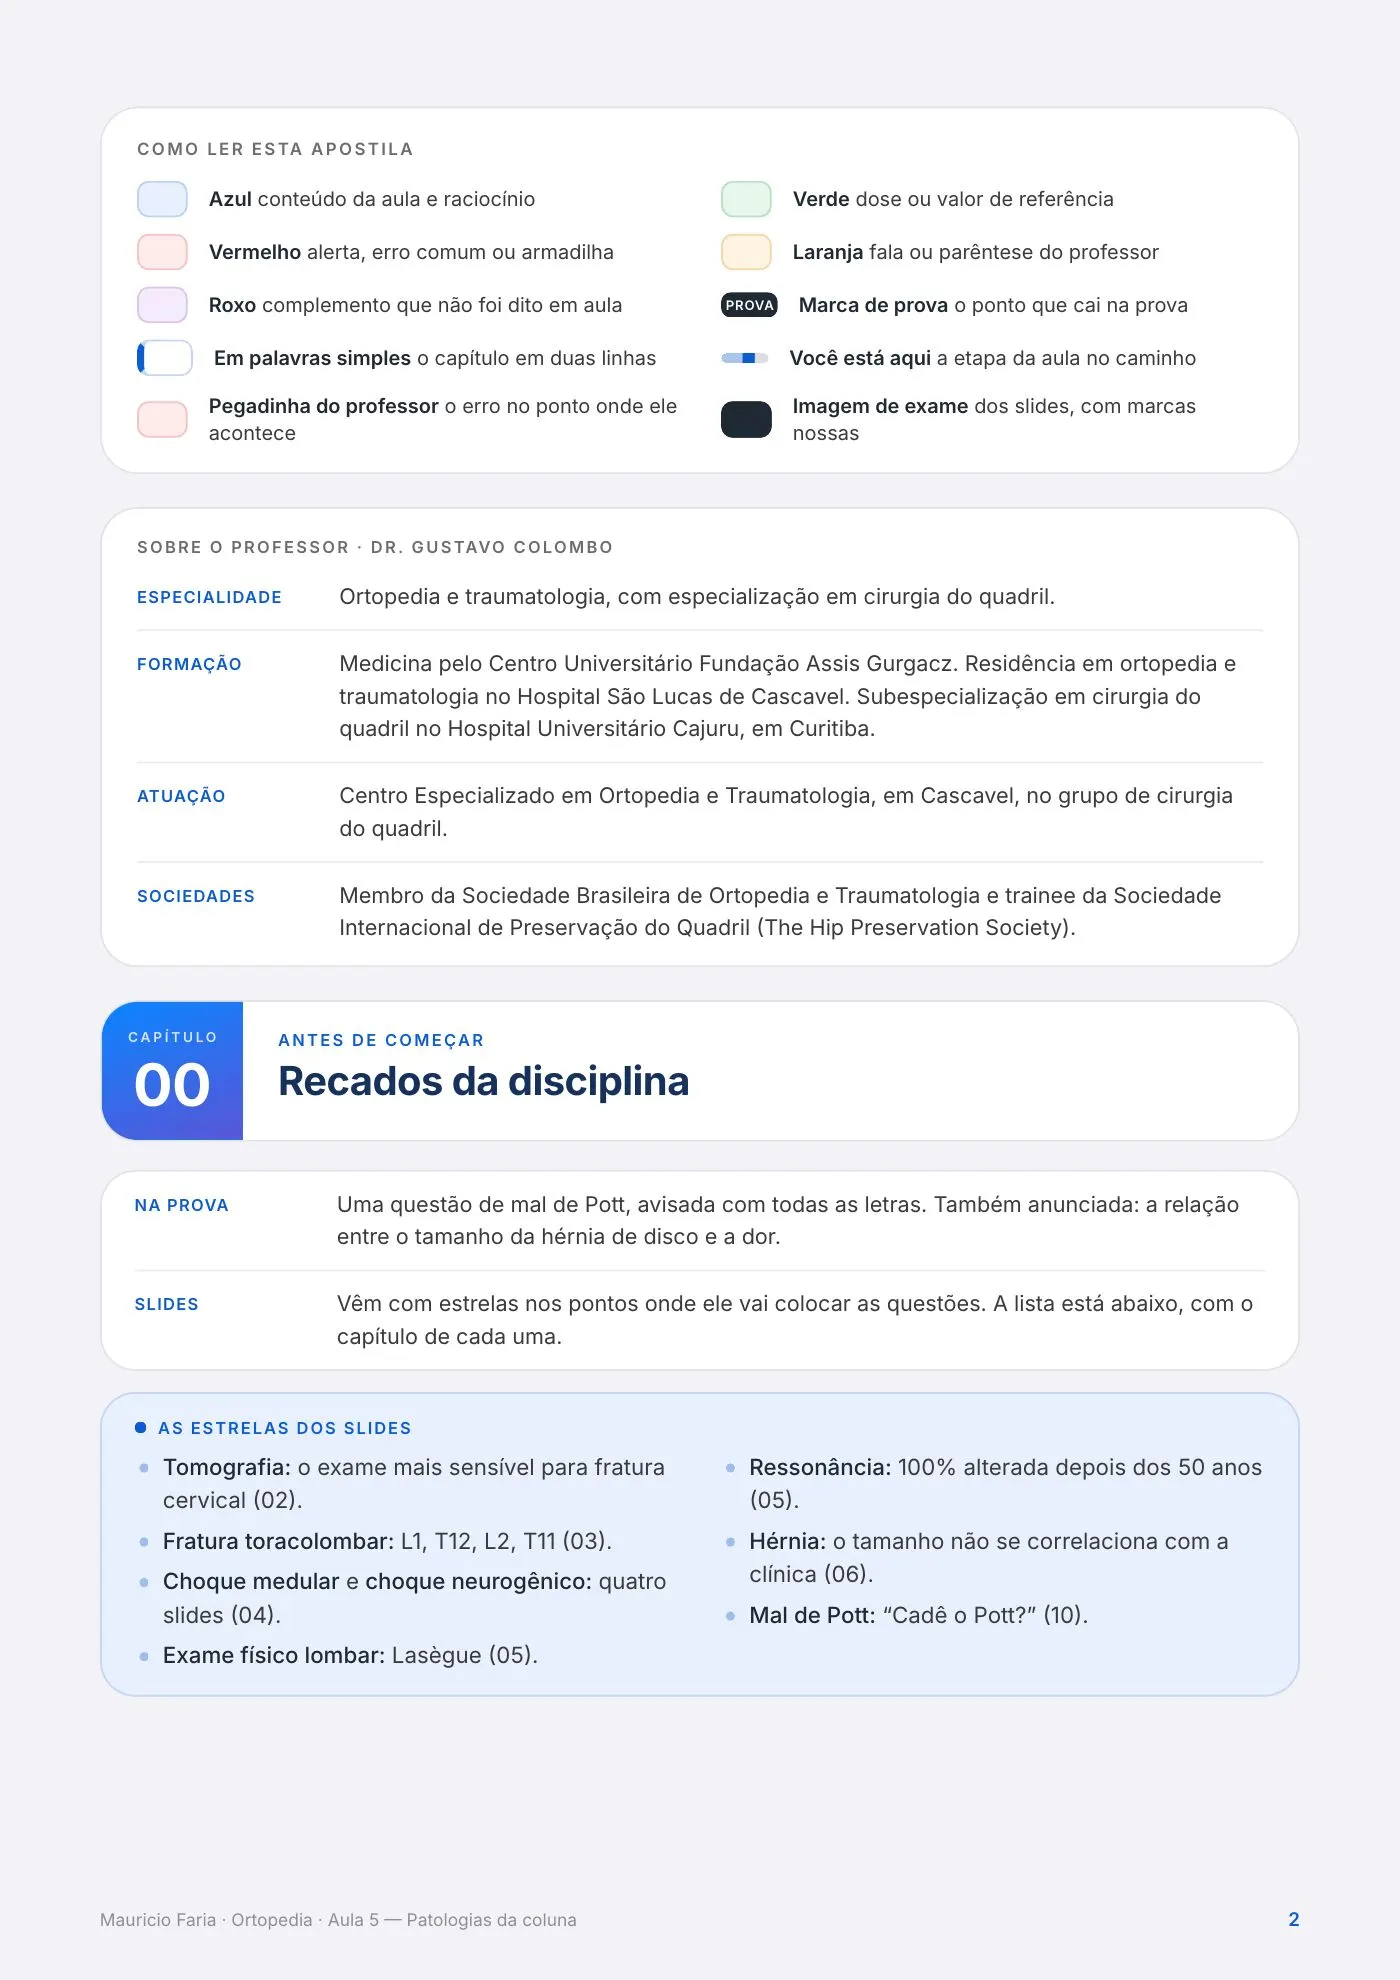 COMO LER ESTA APOSTILA
Azul conteúdo da aula e raciocínio
Verde dose ou valor de referência
Vermelho alerta, erro comum ou armadilha
Laranja fala ou parêntese do professor
Roxo complemento que não foi dito em aula
PROVA Marca de prova o ponto que cai na prova
Em palavras simples o capítulo em duas linhas
Você está aqui a etapa da aula no caminho
Pegadinha do professor o erro no ponto onde ele
acontece
Imagem de exame dos slides, com marcas
nossas
SOBRE O PROFESSOR · DR. GUSTAVO COLOMBO
ESPECIALIDADE Ortopedia e traumatologia, com especialização em cirurgia do quadril.
FORMAÇÃO Medicina pelo Centro Universitário Fundação Assis Gurgacz. Residência em ortopedia e
traumatologia no Hospital São Lucas de Cascavel. Subespecialização em cirurgia do
quadril no Hospital Universitário Cajuru, em Curitiba.
ATUAÇÃO Centro Especializado em Ortopedia e Traumatologia, em Cascavel, no grupo de cirurgia
do quadril.
SOCIEDADES Membro da Sociedade Brasileira de Ortopedia e Traumatologia e trainee da Sociedade
Internacional de Preservação do Quadril (The Hip Preservation Society).
CAPÍTULO
00
ANTES DE COMEÇAR
Recados da disciplina
NA PROVA Uma questão de mal de Pott, avisada com todas as letras. Também anunciada: a relação
entre o tamanho da hérnia de disco e a dor.
SLIDES Vêm com estrelas nos pontos onde ele vai colocar as questões. A lista está abaixo, com o
capítulo de cada uma.
AS ESTRELAS DOS SLIDES
Tomografia: o exame mais sensível para fratura
cervical (02).
Fratura toracolombar: L1, T12, L2, T11 (03).
Choque medular e choque neurogênico: quatro
slides (04).
Exame físico lombar: Lasègue (05).
Ressonância: 100% alterada depois dos 50 anos
(05).
Hérnia: o tamanho não se correlaciona com a
clínica (06).
Mal de Pott: “Cadê o Pott?” (10).
Mauricio Faria · Ortopedia · Aula 5 — Patologias da coluna
2